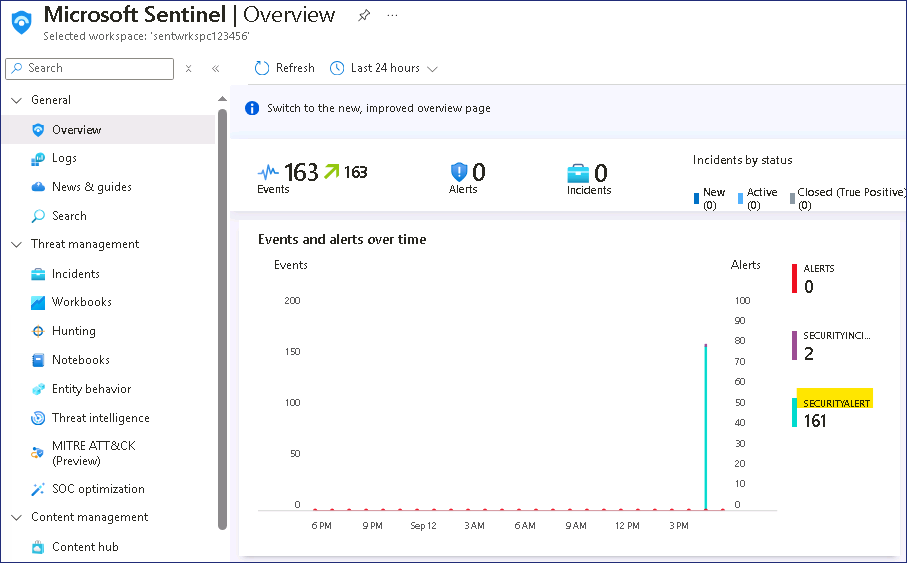 Microsoft Sentinel | Overview
Selected workspace: 'sentwrkspc123456'
Search
Refresh
Last 24 hours
General
Switch to the new, improved overview page
Overview
Logs
News & guides
Search
Threat management
Incidents
Workbooks
Hunting
Notebooks
Entity behavior
Threat intelligence
MITRE ATT&CK
(Preview)
SOC optimization
Content management
Content hub
163 163
Events
0
Alerts
0
Incidents
Incidents by status
New
(0)
Active
(0)
Closed (True Positive)
(0)
Events and alerts over time
Events
200
150
100
50
0
Alerts
100
90
80
70
60
50
40
30
20
10
0
6 PM 9 PM Sep 12 3 AM 6 AM 9 AM 12 PM 3 PM
ALERTS
0
SECURITYINCI...
2
SECURITYALERT
161